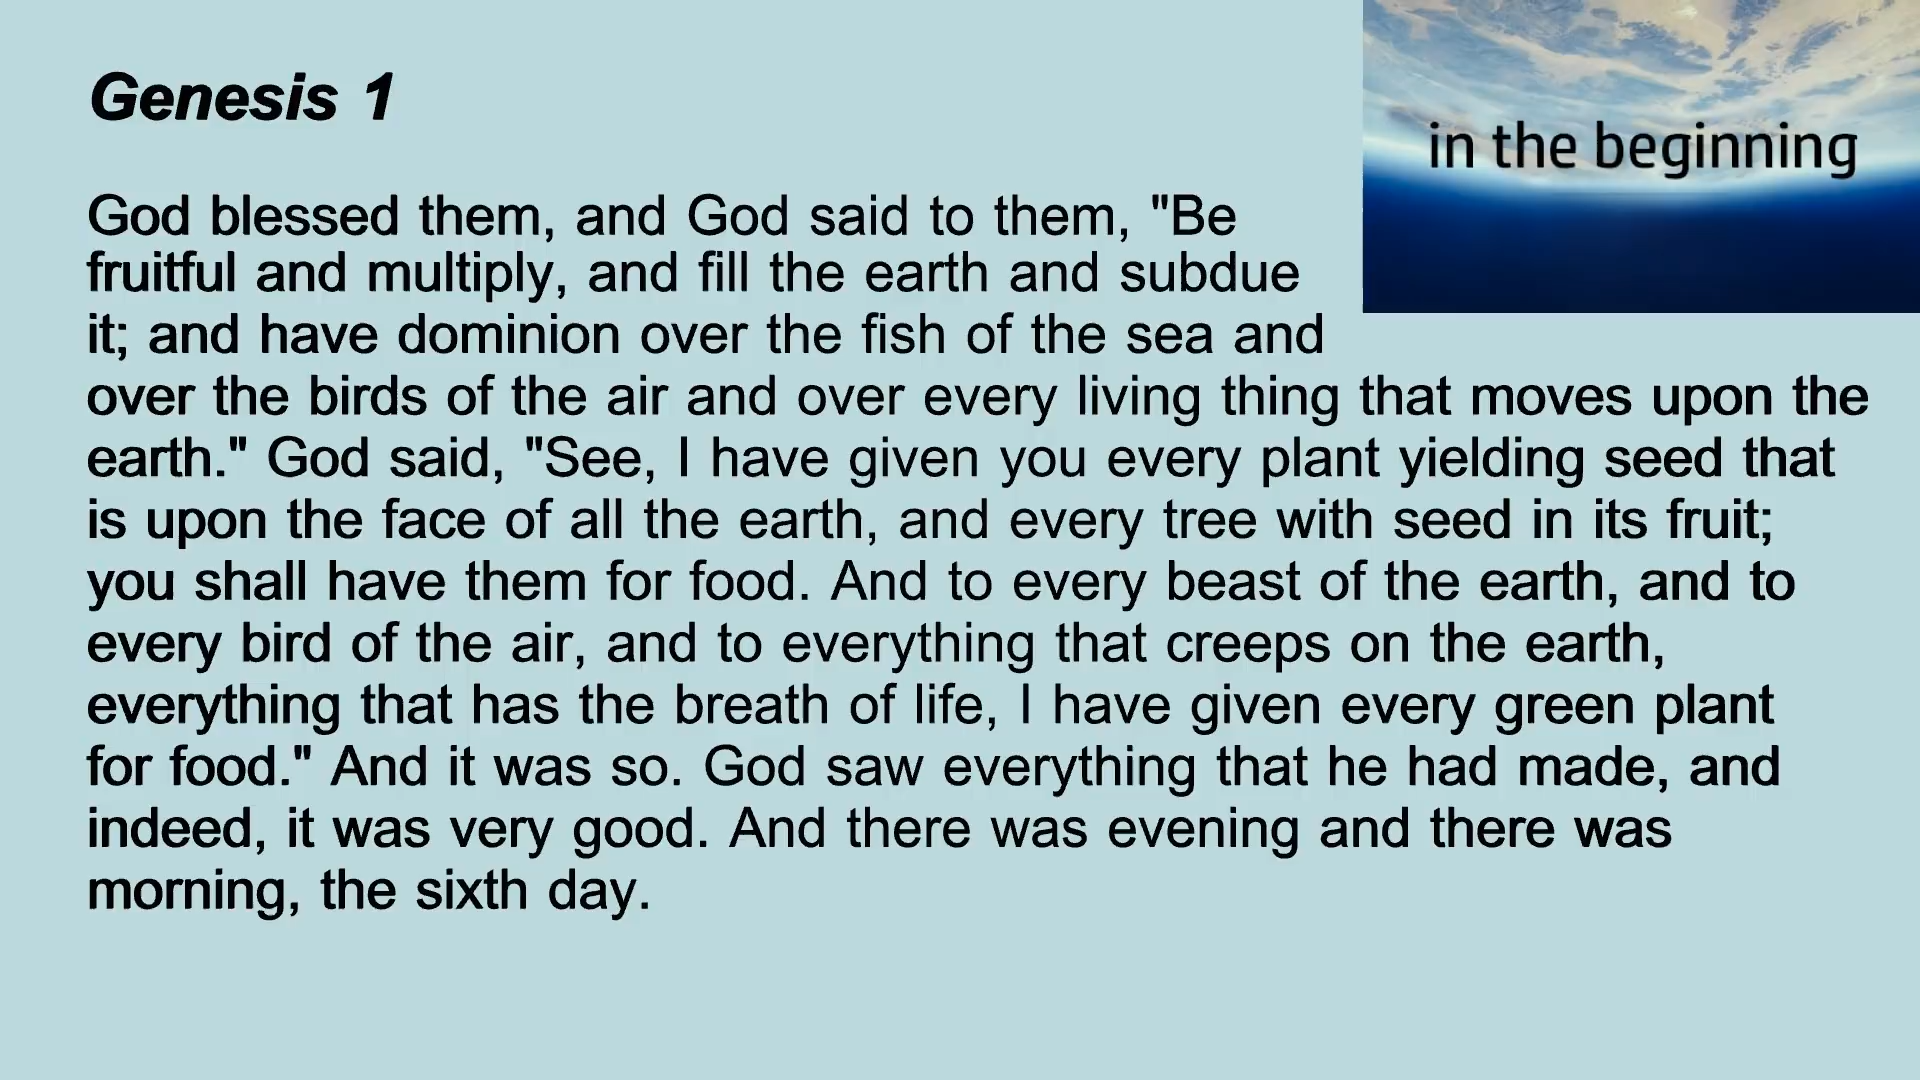 Genesis 1
in the beginning
God blessed them, and God said to them, "Be
fruitful and multiply, and fill the earth and subdue
it; and have dominion over the fish of the sea and
over the birds of the air and over every living thing that moves upon the
earth." God said, "See, I have given you every plant yielding seed that
is upon the face of all the earth, and every tree with seed in its fruit;
you shall have them for food. And to every beast of the earth, and to
every bird of the air, and to everything that creeps on the earth,
everything that has the breath of life, I have given every green plant
for food." And it was so. God saw everything that he had made, and
indeed, it was very good. And there was evening and there was
morning, the sixth day.